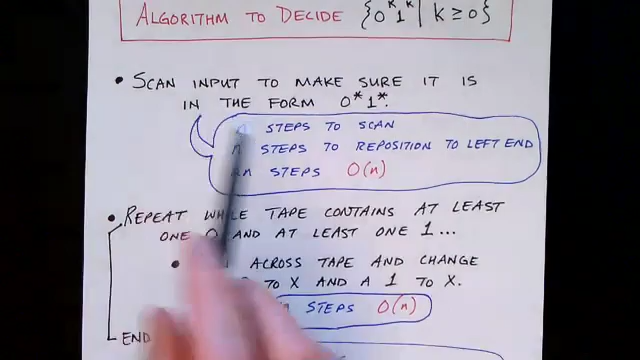 ALGORITHM TO DECIDE {0ᵏ1ᵏ | K ≥ 0}
• SCAN INPUT TO MAKE SURE IT IS
IN THE FORM 0*1*.
STEPS TO SCAN
n STEPS TO REPOSITION TO LEFT END
STEPS O(n)
• REPEAT WHILE TAPE CONTAINS AT LEAST
ONE 0 AND AT LEAST ONE 1...
• ACROSS TAPE AND CHANGE
TO X AND A 1 TO X.
STEPS O(n)
END